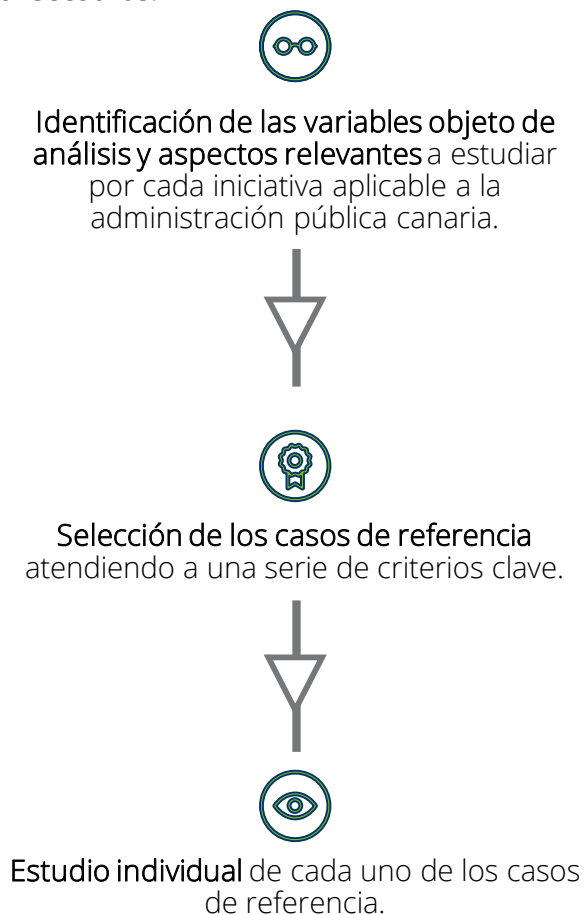 Identificación de las variables objeto de
análisis y aspectos relevantes a estudiar
por cada iniciativa aplicable a la
administración pública canaria.
Selección de los casos de referencia
atendiendo a una serie de criterios clave.
Estudio individual de cada uno de los casos
de referencia.